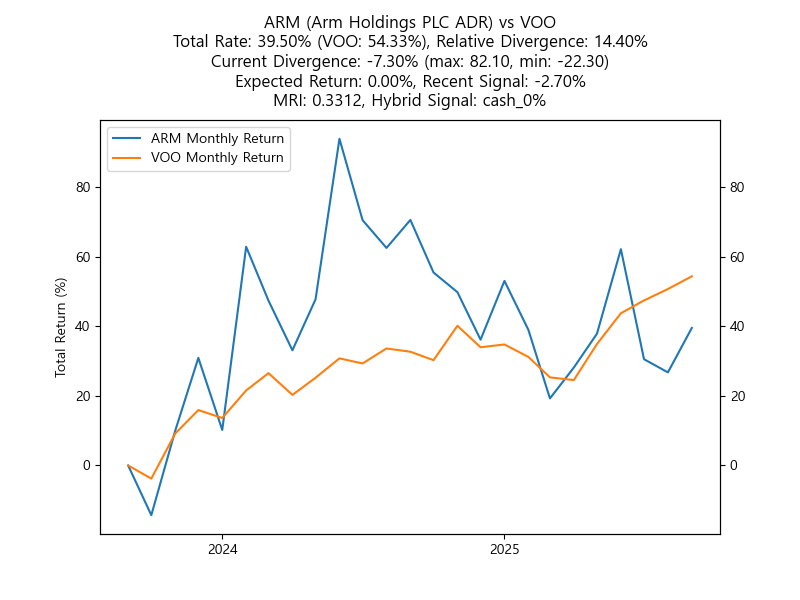 ARM (Arm Holdings PLC ADR) vs VOO
Total Rate: 39.50% (VOO: 54.33%), Relative Divergence: 14.40%
Current Divergence: -7.30% (max: 82.10, min: -22.30)
Expected Return: 0.00%, Recent Signal: -2.70%
MRI: 0.3312, Hybrid Signal: cash_0%
ARM Monthly Return
VOO Monthly Return
Total Return (%)
80
60
40
20
0
80
60
40
20
0
2024
2025